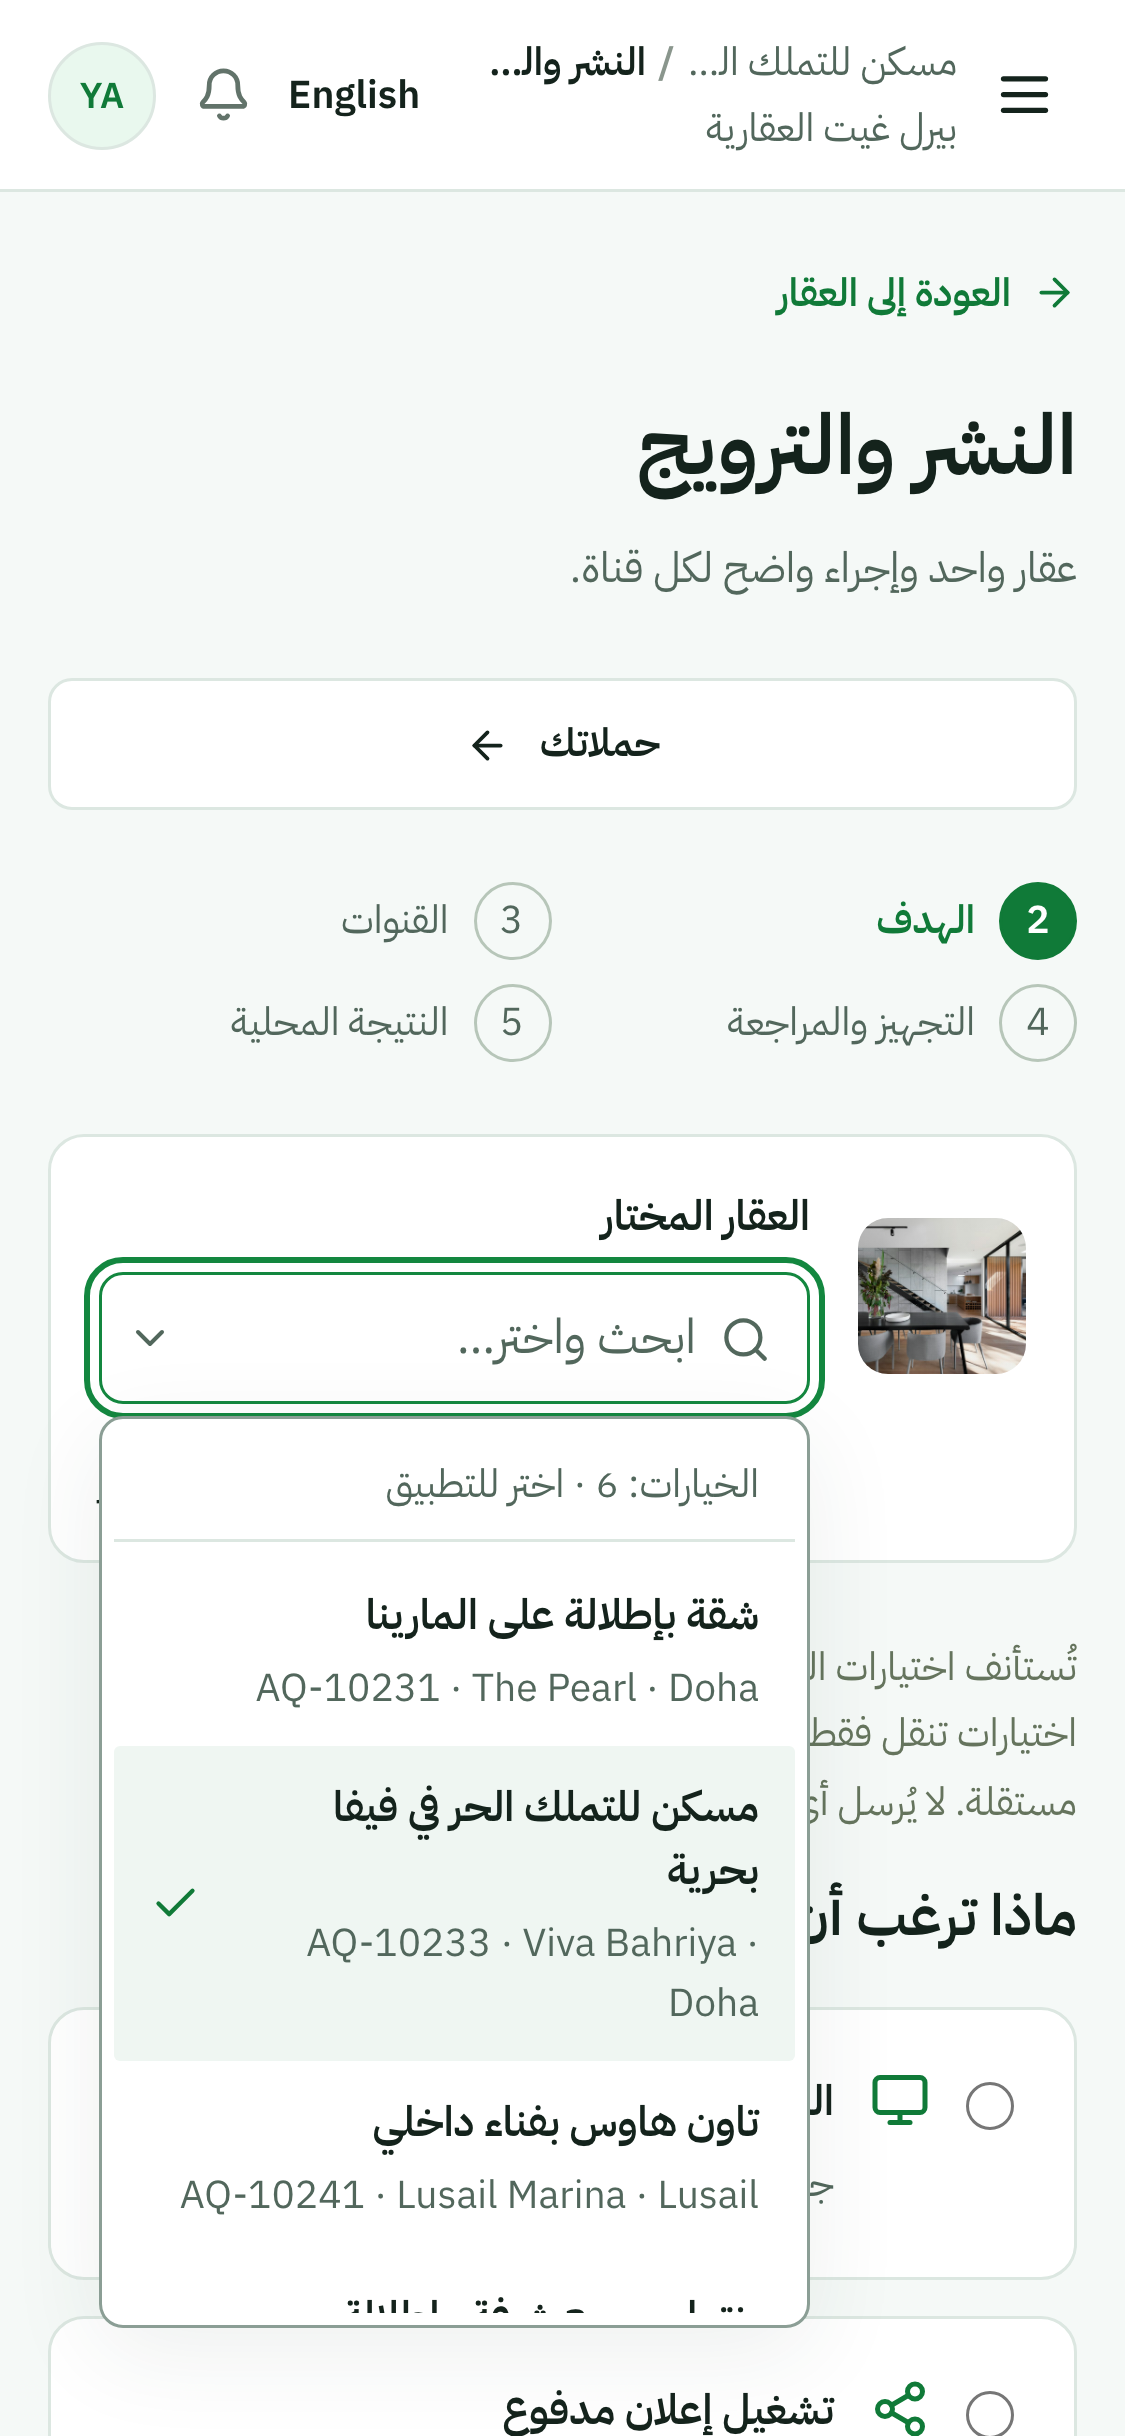 مسكن للتملك الـ... / النشر والـ...
بيرل غيت العقارية
English
YA
العودة إلى العقار
النشر والترويج
عقار واحد وإجراء واضح لكل قناة.
حملاتك
2 الهدف
3 القنوات
4 التجهيز والمراجعة
5 النتيجة المحلية
العقار المختار
ابحث واختر...
الخيارات: 6 · اختر للتطبيق
شقة بإطلالة على المارينا
AQ-10231 · The Pearl · Doha
مسكن للتملك الحر في فيفا
بحرية
AQ-10233 · Viva Bahriya ·
Doha
تاون هاوس بفناء داخلي
AQ-10241 · Lusail Marina · Lusail
تُستأنف اختيارات
اختيارات تنقل فقط
مستقلة. لا يُرسل
ماذا ترغب
تشغيل إعلان مدفوع